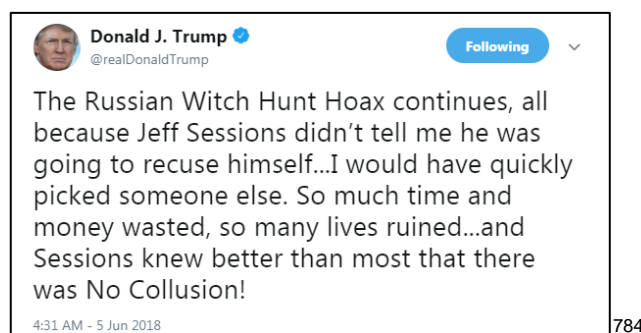 Donald J. Trump
Following
@realDonaldTrump
The Russian Witch Hunt Hoax continues, all
because Jeff Sessions didn’t tell me he was
going to recuse himself...I would have quickly
picked someone else. So much time and
money wasted, so many lives ruined...and
Sessions knew better than most that there
was No Collusion!
4:31 AM - 5 Jun 2018
784